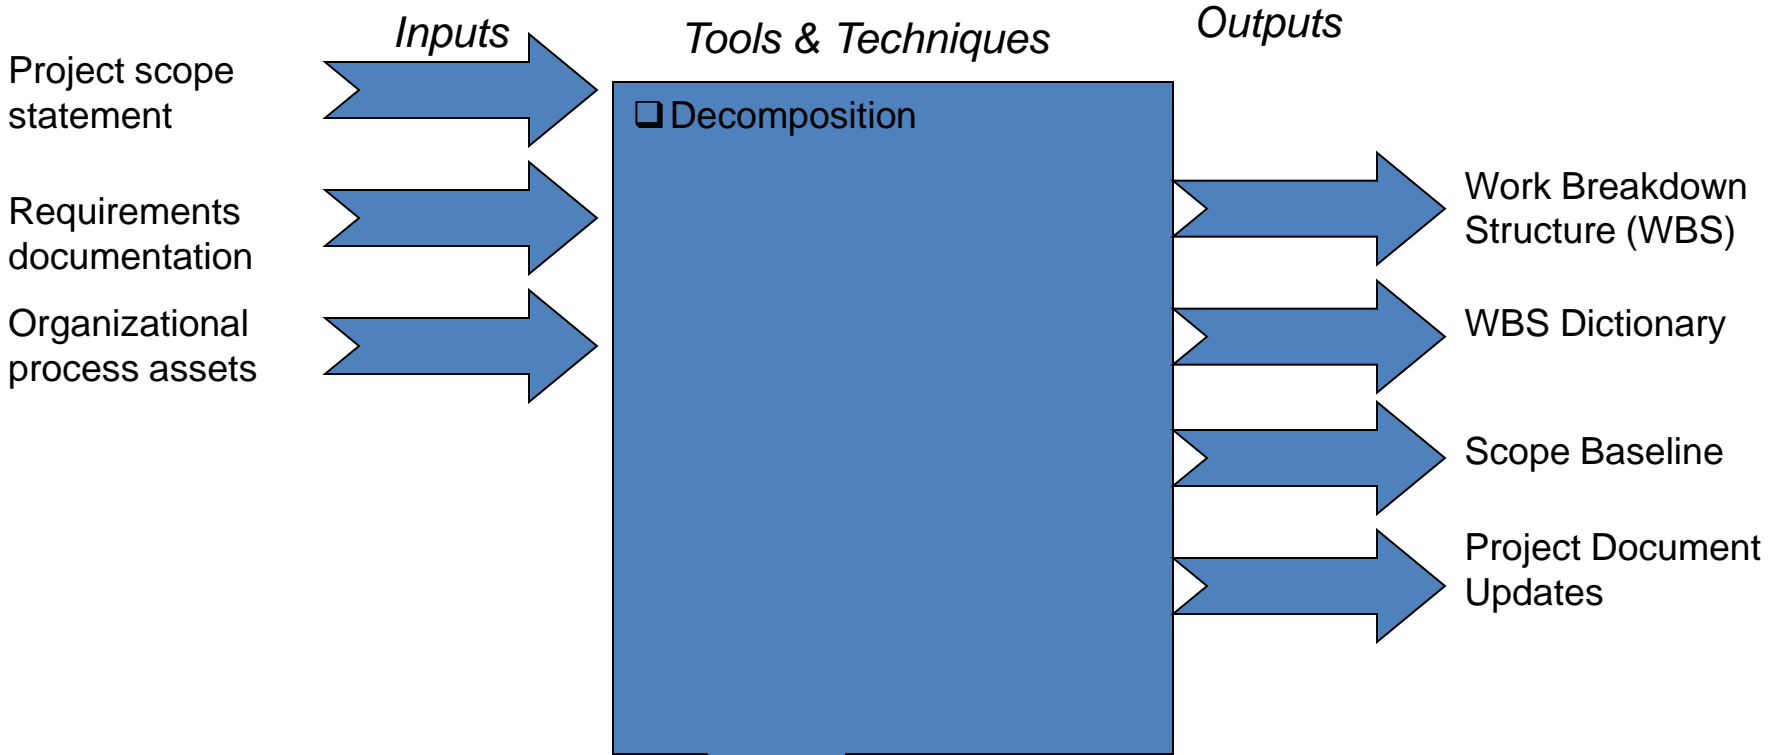 Inputs
Tools & Techniques
Outputs
Project scope
statement
Requirements
documentation
Organizational
process assets
❑ Decomposition
Work Breakdown
Structure (WBS)
WBS Dictionary
Scope Baseline
Project Document
Updates